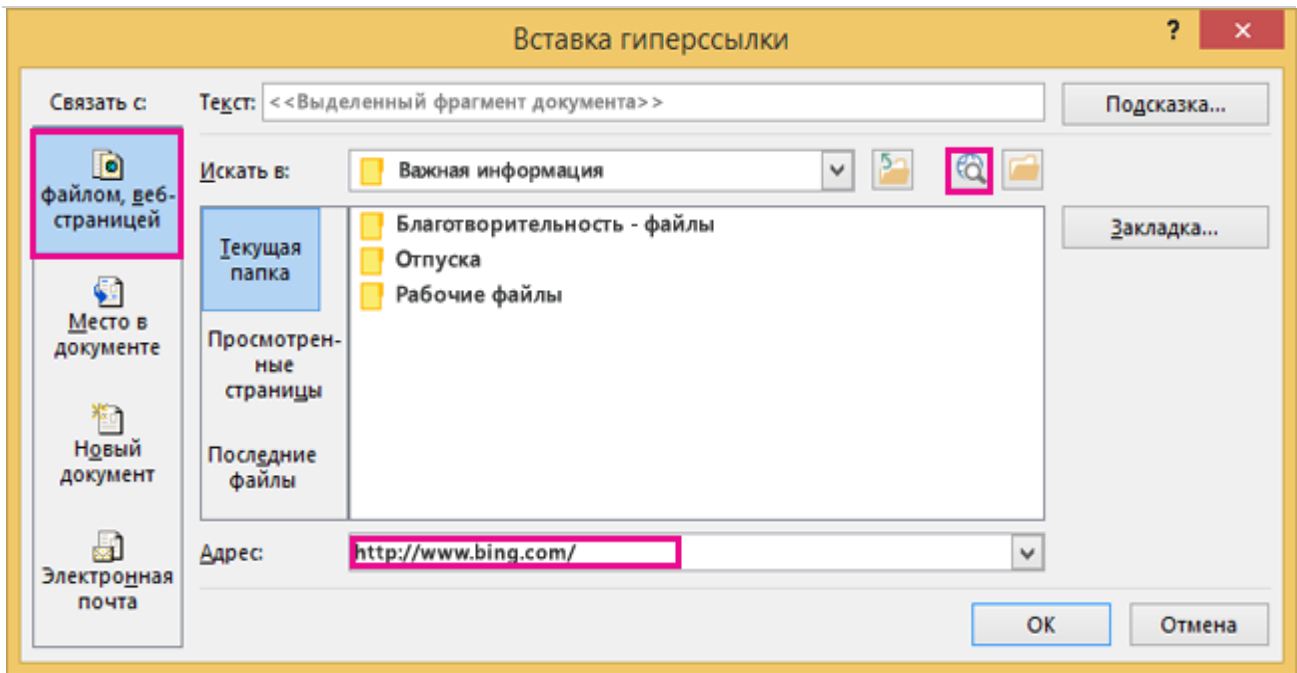 Вставка гиперссылки
?
Связать с:
Текст:
<<Выделенный фрагмент документа>>
Подсказка...
файлом, веб-
страницей
Искать в:
Важная информация
Текущая
папка
Благотворительность - файлы
Отпуска
Рабочие файлы
Закладка...
Место в
документе
Просмотрен-
ные
страницы
Новый
документ
Последние
файлы
Электронная
почта
Адрес:
http://www.bing.com/
ОК
Отмена